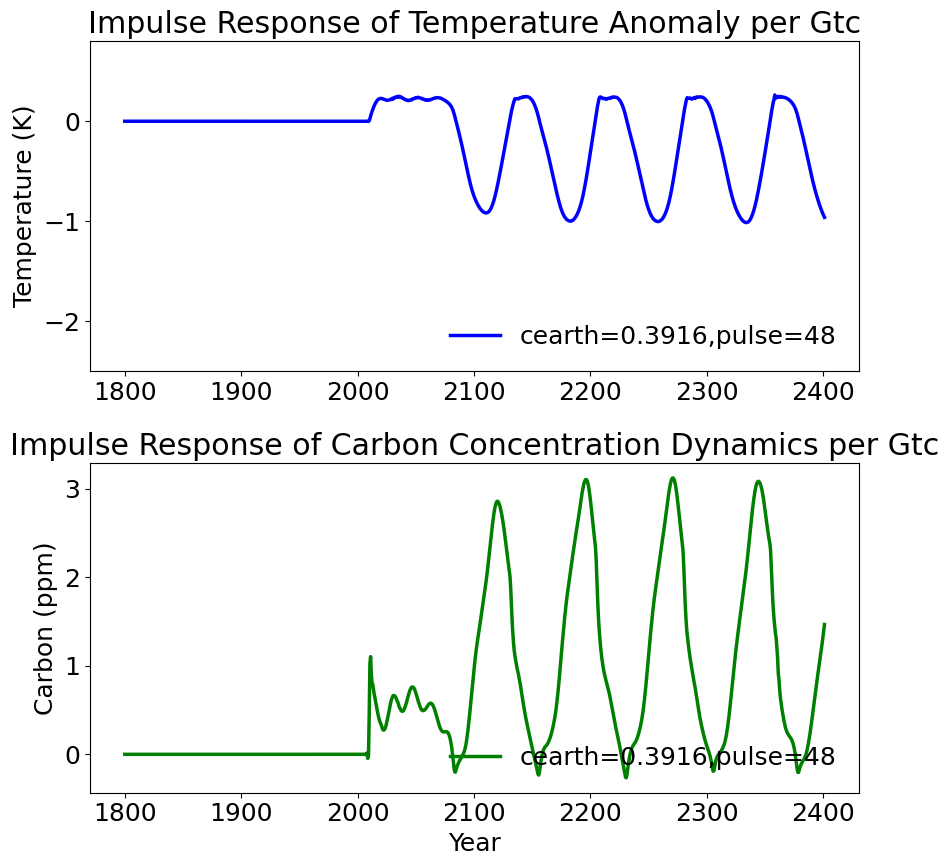 Impulse Response of Temperature Anomaly per Gtc
Temperature (K)
0
−1
−2
cearth=0.3916,pulse=48
1800 1900 2000 2100 2200 2300 2400
Impulse Response of Carbon Concentration Dynamics per Gtc
Carbon (ppm)
3
2
1
0
cearth=0.3916,pulse=48
1800 1900 2000 2100 2200 2300 2400
Year